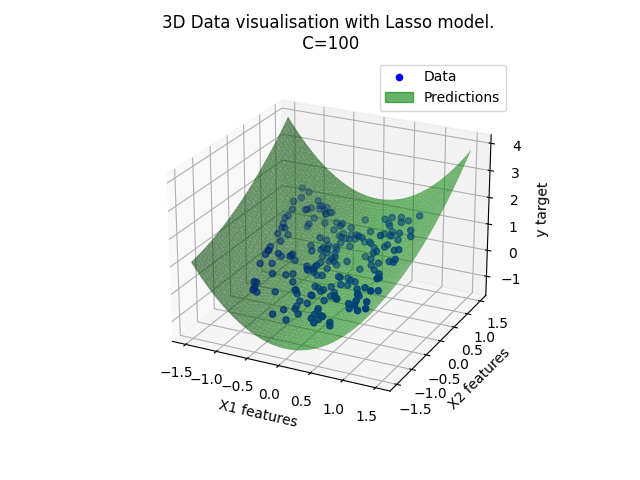 3D Data visualisation with Lasso model.
C=100
Data
Predictions
4
3
2
1
0
−1
y target
−1.5
−1.0
−0.5
0.0
0.5
1.0
1.5
X1 features
−1.5
−1.0
−0.5
0.0
0.5
1.0
1.5
X2 features